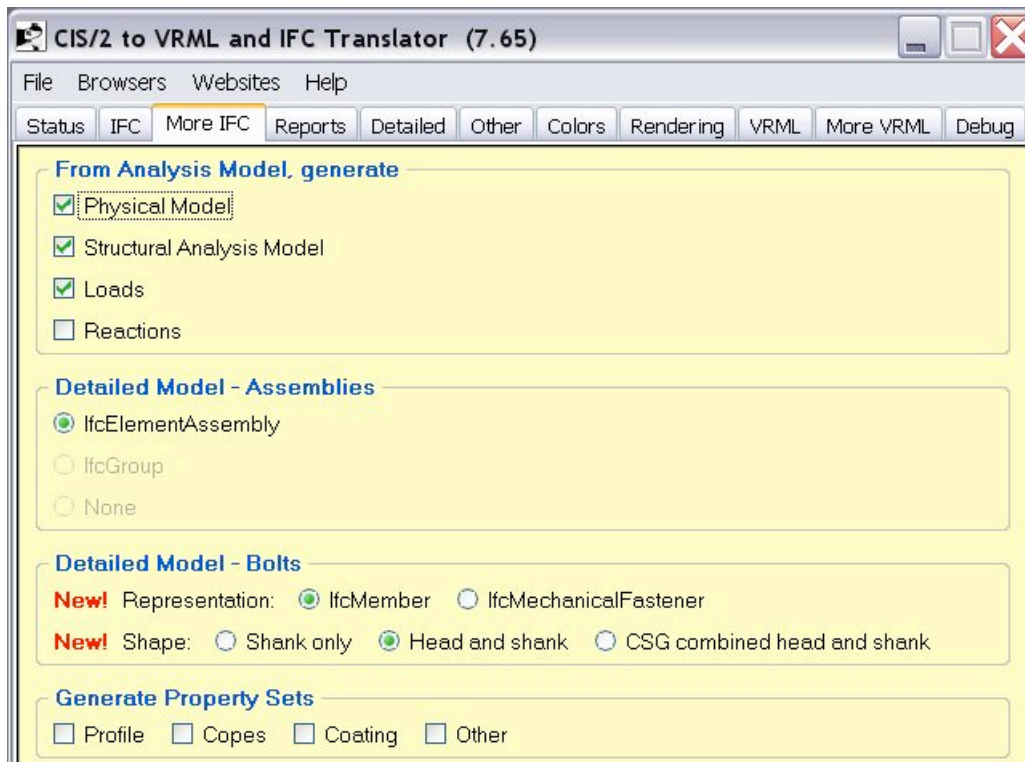 CIS/2 to VRML and IFC Translator (7.65)
File Browsers Websites Help
Status IFC More IFC Reports Detailed Other Colors Rendering VRML More VRML Debug
From Analysis Model, generate
Physical Model
Structural Analysis Model
Loads
Reactions
Detailed Model - Assemblies
IfcElementAssembly
IfcGroup
None
Detailed Model - Bolts
New! Representation: IfcMember IfcMechanicalFastener
New! Shape: Shank only Head and shank CSG combined head and shank
Generate Property Sets
Profile Copes Coating Other